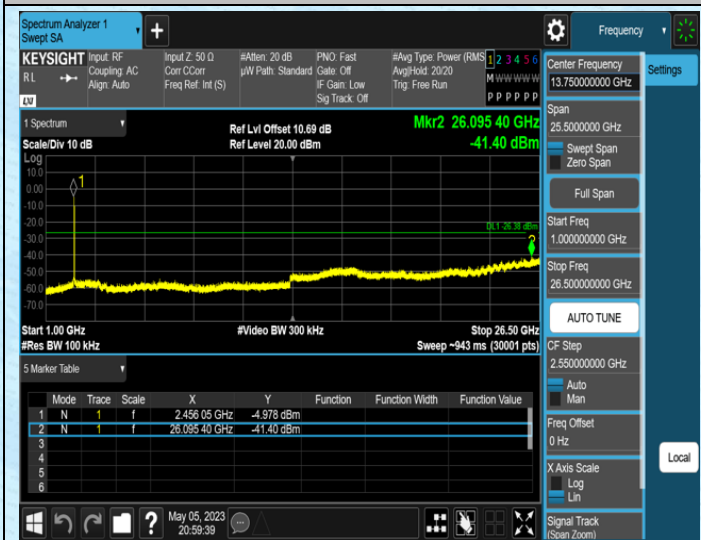 Spectrum Analyzer 1
Swept SA
Frequency
KEYSIGHT
RL
LXI
Input: RF
Coupling: AC
Align: Auto
Input Z: 50 Ω
Corr CCorr
Freq Ref: Int (S)
#Atten: 20 dB
µW Path: Standard
PNO: Fast
Gate: Off
IF Gain: Low
Sig Track: Off
#Avg Type: Power (RMS
Avg|Hold: 20/20
Trig: Free Run
1 2 3 4 5 6
M W W W W W
P P P P P P
1 Spectrum
Scale/Div 10 dB
Ref Lvl Offset 10.69 dB
Ref Level 20.00 dBm
Mkr2 26.095 40 GHz
-41.40 dBm
Log
10.0
0.00
-10.0
-20.0
-30.0
-40.0
-50.0
-60.0
-70.0
1
DL1 -26.38 dBm
2
Start 1.00 GHz
#Res BW 100 kHz
#Video BW 300 kHz
Stop 26.50 GHz
Sweep ~943 ms (30001 pts)
5 Marker Table
Mode Trace Scale X Y Function Function Width Function Value
1 N 1 f 2.456 05 GHz -4.978 dBm
2 N 1 f 26.095 40 GHz -41.40 dBm
3
4
5
6
?
May 05, 2023
20:59:39
Center Frequency
13.75000000 GHz
Settings
Span
25.5000000 GHz
Swept Span
Zero Span
Full Span
Start Freq
1.000000000 GHz
Stop Freq
26.500000000 GHz
AUTO TUNE
CF Step
2.550000000 GHz
Auto
Man
Freq Offset
0 Hz
X Axis Scale
Log
Lin
Signal Track
(Span Zoom)
Local